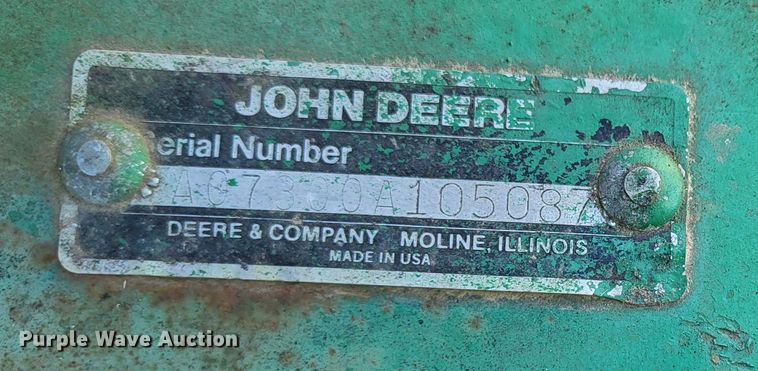 JOHN DEERE
erial Number
A07300A105087
DEERE & COMPANY MOLINE, ILLINOIS
MADE IN USA
Purple Wave Auction